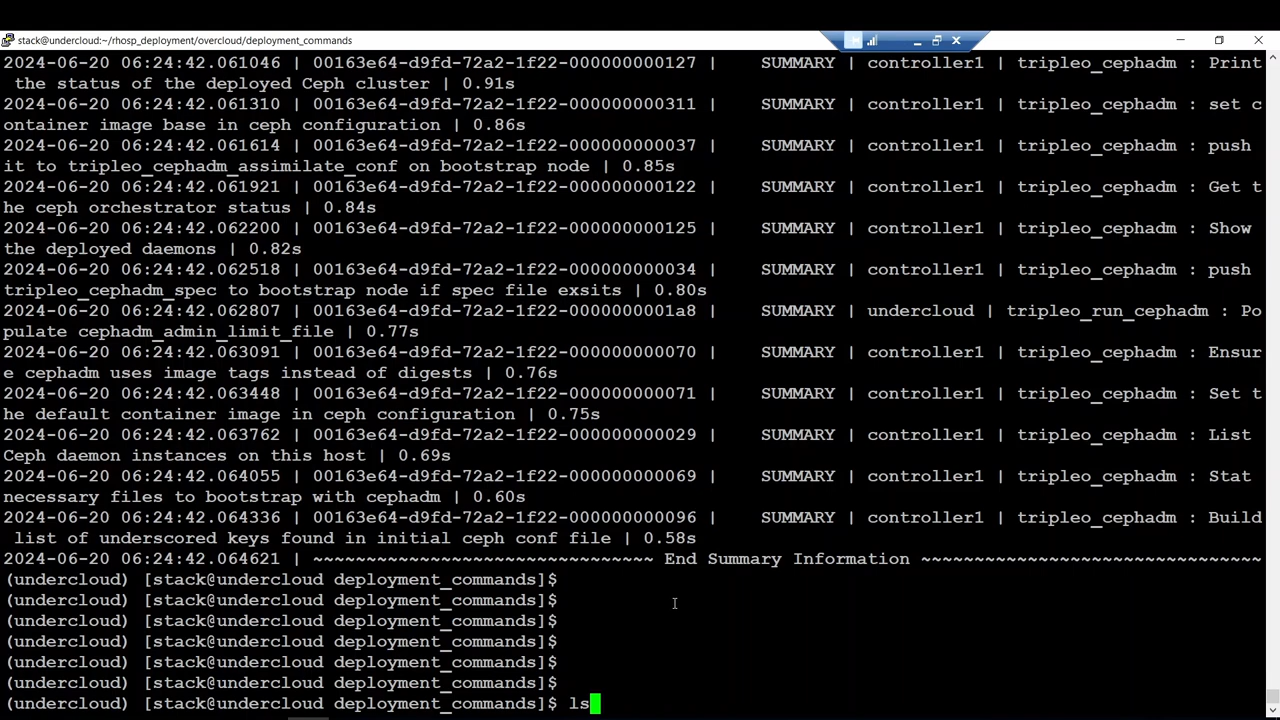 stack@undercloud:~/rhosp_deployment/overcloud/deployment_commands
2024-06-20 06:24:42.061046 | 00163e64-d9fd-72a2-1f22-000000000127 |    SUMMARY | controller1 | tripleo_cephadm : Print
 the status of the deployed Ceph cluster | 0.91s
2024-06-20 06:24:42.061310 | 00163e64-d9fd-72a2-1f22-000000000311 |    SUMMARY | controller1 | tripleo_cephadm : set c
ontainer image base in ceph configuration | 0.86s
2024-06-20 06:24:42.061614 | 00163e64-d9fd-72a2-1f22-000000000037 |    SUMMARY | controller1 | tripleo_cephadm : push
it to tripleo_cephadm_assimilate_conf on bootstrap node | 0.85s
2024-06-20 06:24:42.061921 | 00163e64-d9fd-72a2-1f22-000000000122 |    SUMMARY | controller1 | tripleo_cephadm : Get t
he ceph orchestrator status | 0.84s
2024-06-20 06:24:42.062200 | 00163e64-d9fd-72a2-1f22-000000000125 |    SUMMARY | controller1 | tripleo_cephadm : Show
the deployed daemons | 0.82s
2024-06-20 06:24:42.062518 | 00163e64-d9fd-72a2-1f22-000000000034 |    SUMMARY | controller1 | tripleo_cephadm : push
tripleo_cephadm_spec to bootstrap node if spec file exsits | 0.80s
2024-06-20 06:24:42.062807 | 00163e64-d9fd-72a2-1f22-0000000001a8 |    SUMMARY | undercloud | tripleo_run_cephadm : Po
pulate cephadm_admin_limit_file | 0.77s
2024-06-20 06:24:42.063091 | 00163e64-d9fd-72a2-1f22-000000000070 |    SUMMARY | controller1 | tripleo_cephadm : Ensur
e cephadm uses image tags instead of digests | 0.76s
2024-06-20 06:24:42.063448 | 00163e64-d9fd-72a2-1f22-000000000071 |    SUMMARY | controller1 | tripleo_cephadm : Set t
he default container image in ceph configuration | 0.75s
2024-06-20 06:24:42.063762 | 00163e64-d9fd-72a2-1f22-000000000029 |    SUMMARY | controller1 | tripleo_cephadm : List
Ceph daemon instances on this host | 0.69s
2024-06-20 06:24:42.064055 | 00163e64-d9fd-72a2-1f22-000000000069 |    SUMMARY | controller1 | tripleo_cephadm : Stat
necessary files to bootstrap with cephadm | 0.60s
2024-06-20 06:24:42.064336 | 00163e64-d9fd-72a2-1f22-000000000096 |    SUMMARY | controller1 | tripleo_cephadm : Build
 list of underscored keys found in initial ceph conf file | 0.58s
2024-06-20 06:24:42.064621 | ~~~~~~~~~~~~~~~~~~~~~~~~~~~~~~~~ End Summary Information ~~~~~~~~~~~~~~~~~~~~~~~~~~~~~~~~
(undercloud) [stack@undercloud deployment_commands]$
(undercloud) [stack@undercloud deployment_commands]$
(undercloud) [stack@undercloud deployment_commands]$
(undercloud) [stack@undercloud deployment_commands]$
(undercloud) [stack@undercloud deployment_commands]$
(undercloud) [stack@undercloud deployment_commands]$
(undercloud) [stack@undercloud deployment_commands]$ ls